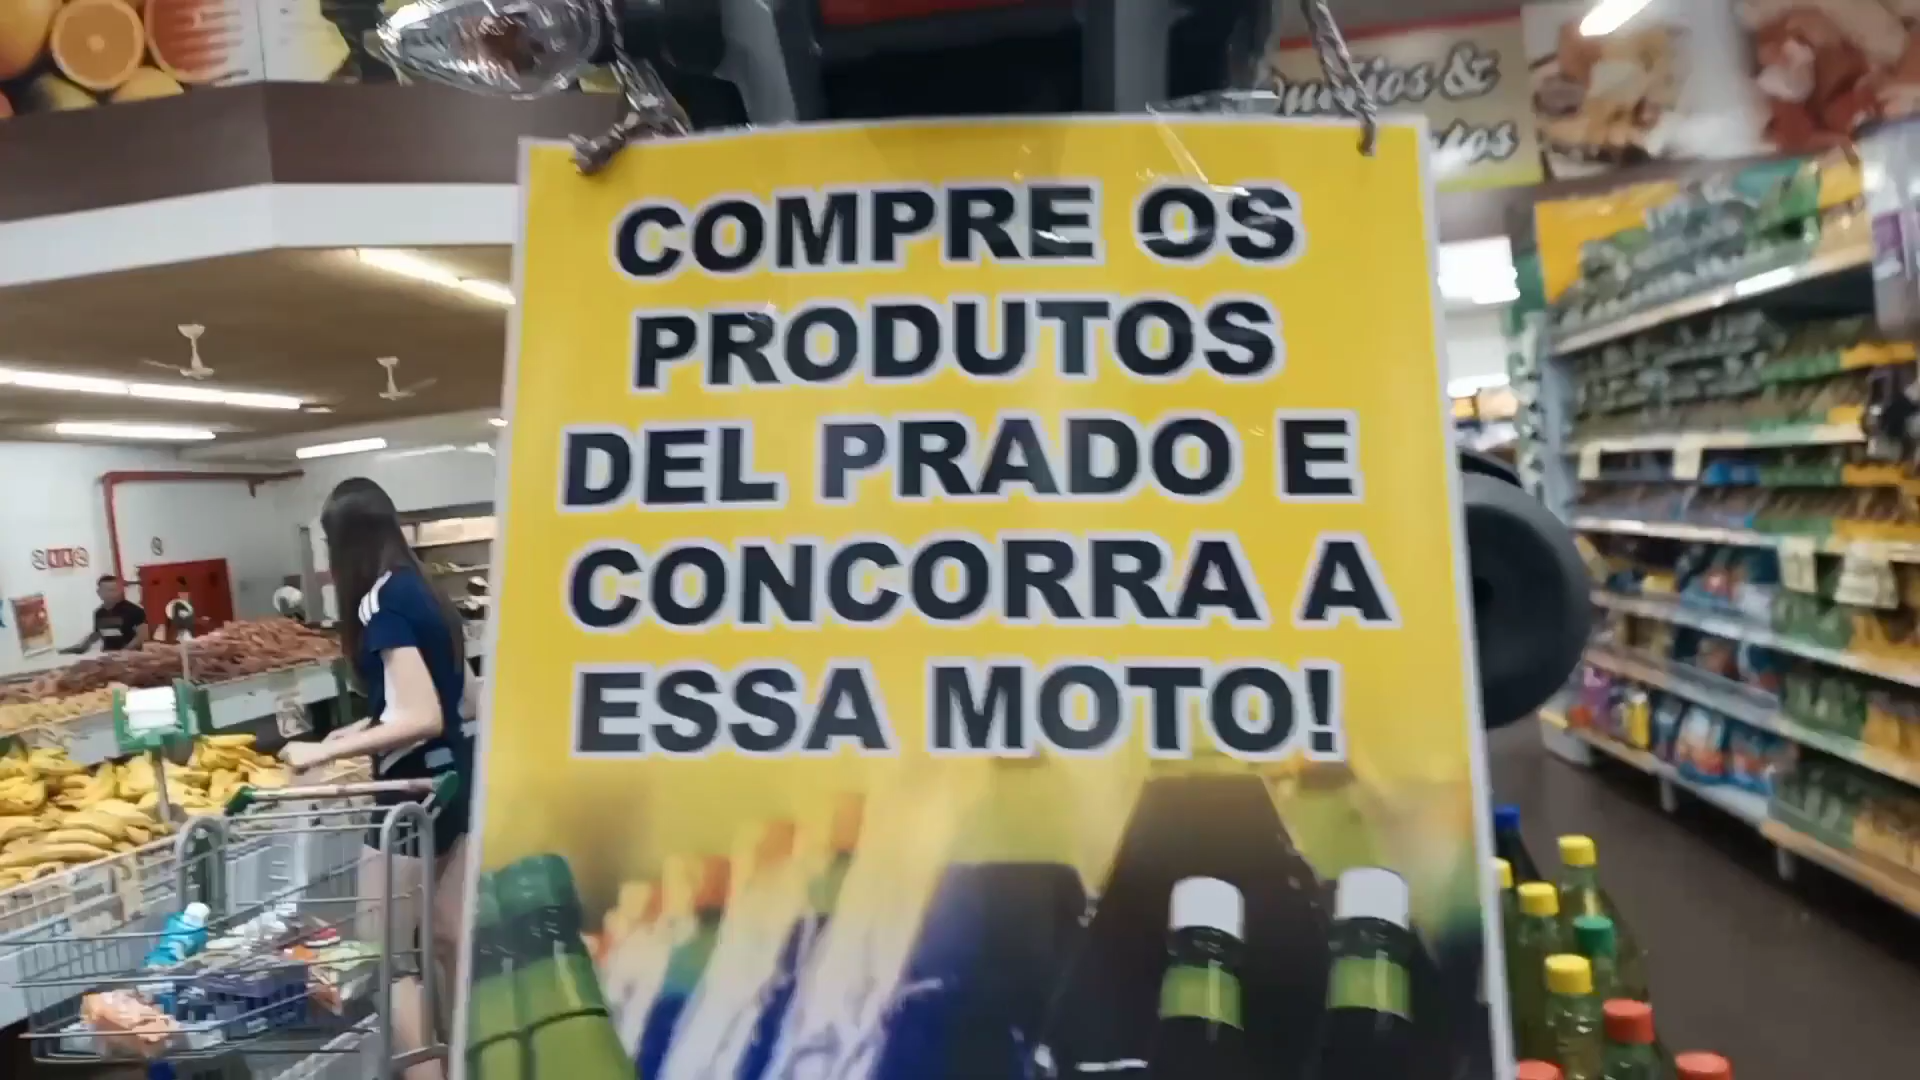 COMPRE OS
PRODUTOS
DEL PRADO E
CONCORRA A
ESSA MOTO!